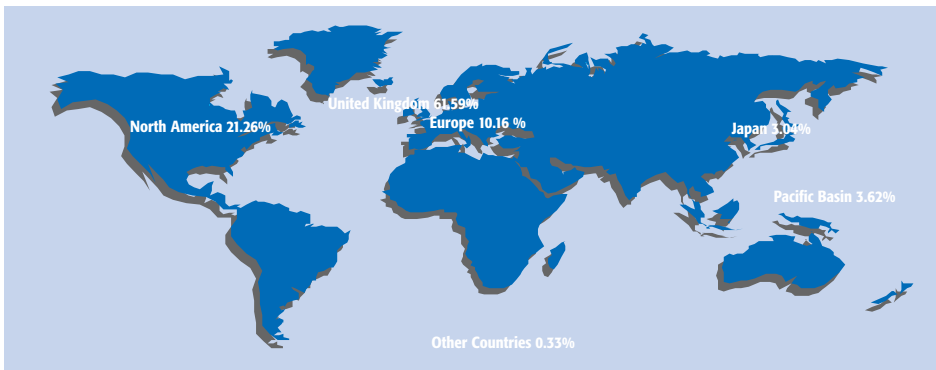 United Kingdom 61.59%
Europe 10.16 %
North America 21.26%
Japan 3.04%
Pacific Basin 3.62%
Other Countries 0.33%